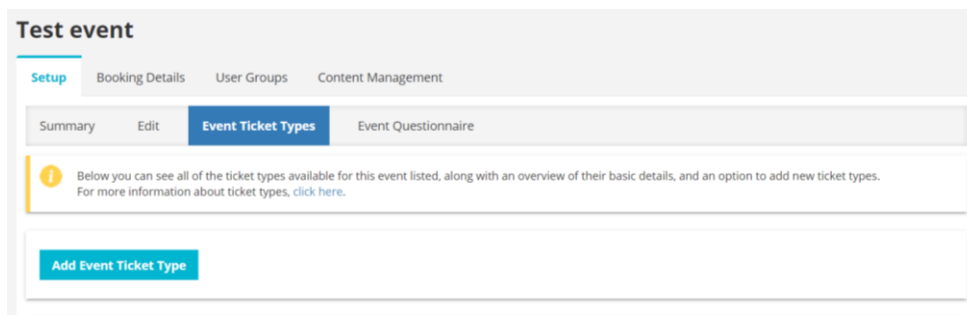 Test event
Setup Booking Details User Groups Content Management
Summary Edit Event Ticket Types Event Questionnaire
i Below you can see all of the ticket types available for this event listed, along with an overview of their basic details, and an option to add new ticket types.
For more information about ticket types, click here.
Add Event Ticket Type